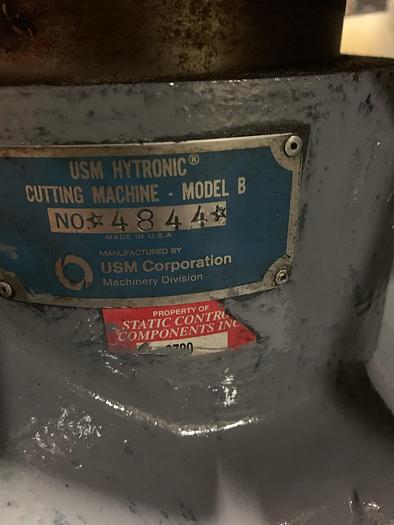 USM HYTRONIC®
CUTTING MACHINE - MODEL B
NO.☆4844☆
MADE IN U.S.A.
MANUFACTURED BY
USM Corporation
Machinery Division
PROPERTY OF
STATIC CONTRO
COMPONENTS INC